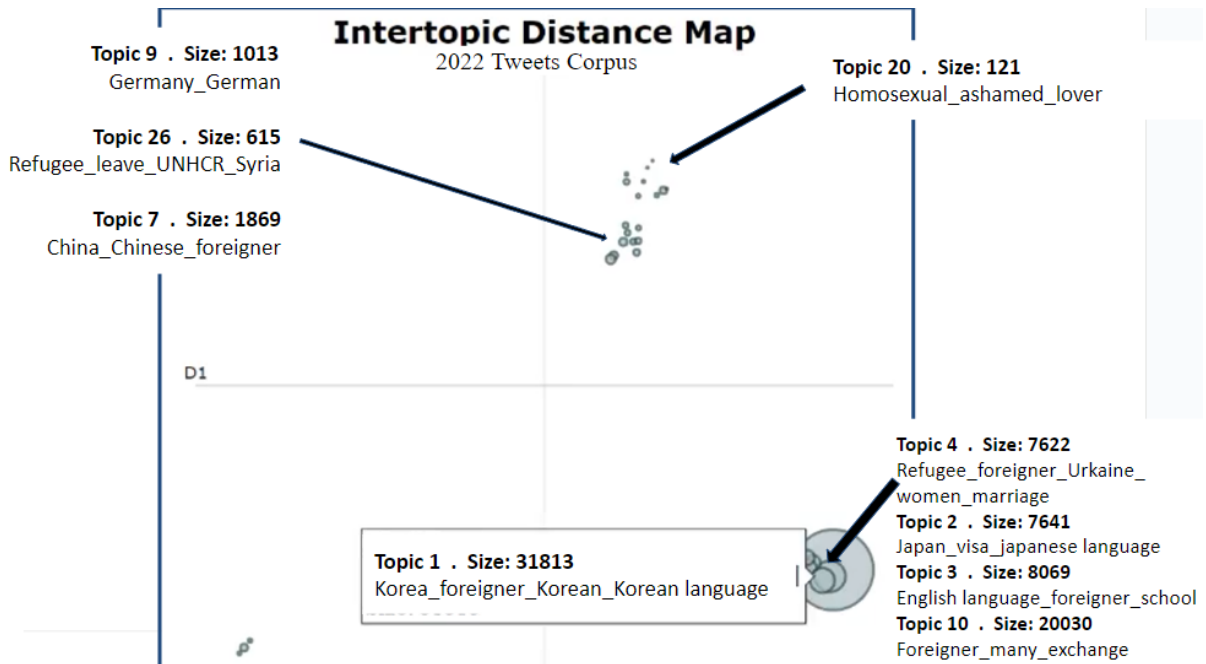 Intertopic Distance Map
2022 Tweets Corpus
Topic 9 . Size: 1013
Germany_German
Topic 26 . Size: 615
Refugee_leave_UNHCR_Syria
Topic 7 . Size: 1869
China_Chinese_foreigner
Topic 20 . Size: 121
Homosexual_ashamed_lover
D1
Topic 4 . Size: 7622
Refugee_foreigner_Urkaine_
women_marriage
Topic 2 . Size: 7641
Japan_visa_japanese language
Topic 3 . Size: 8069
English language_foreigner_school
Topic 10 . Size: 20030
Foreigner_many_exchange
Topic 1 . Size: 31813
Korea_foreigner_Korean_Korean language